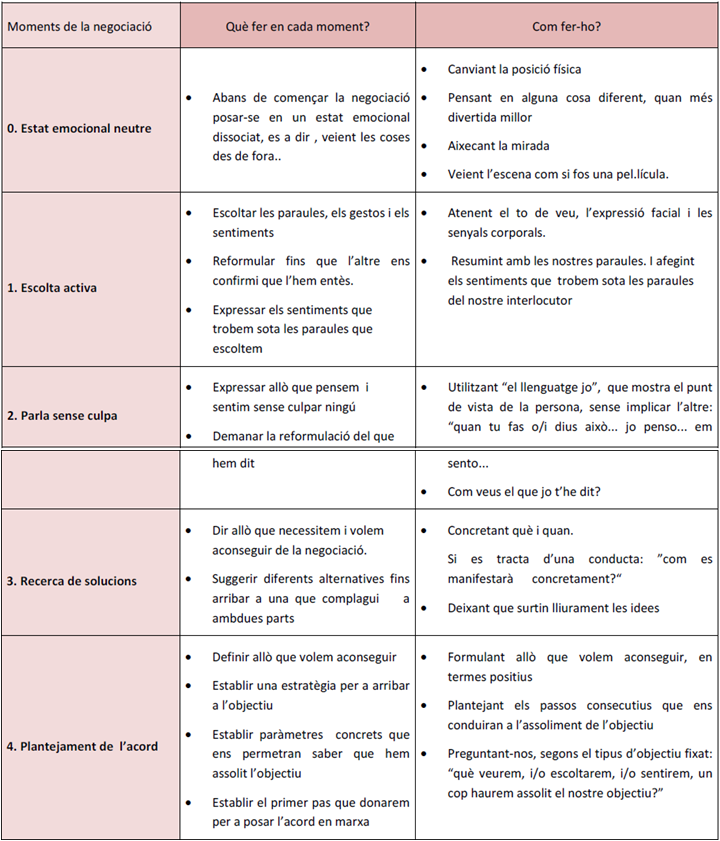 Moments de la negociació
Què fer en cada moment?
Com fer-ho?
0. Estat emocional neutre
• Abans de començar la negociació
posar-se en un estat emocional
dissociat, es a dir , veient les coses
des de fora..
• Canviant la posició física
• Pensant en alguna cosa diferent, quan més
divertida millor
• Aixecant la mirada
• Veient l’escena com si fos una pel.lícula.
1. Escolta activa
• Escoltar les paraules, els gestos i els
sentiments
• Reformular fins que l’altre ens
confirmi que l’hem entès.
• Expressar els sentiments que
trobem sota les paraules que
escoltem
• Atenent el to de veu, l’expressió facial i les
senyals corporals.
• Resumint amb les nostres paraules. I afegint
els sentiments que trobem sota les paraules
del nostre interlocutor
2. Parla sense culpa
• Expressar allò que pensem i
sentim sense culpar ningú
• Demanar la reformulació del que
• Utilitzant “el llenguatge jo”, que mostra el punt
de vista de la persona, sense implicar l’altre:
“quan tu fas o/i dius això... jo penso... em
hem dit
sento...
• Com veus el que jo t’he dit?
3. Recerca de solucions
• Dir allò que necessitem i volem
aconseguir de la negociació.
• Suggerir diferents alternatives fins
arribar a una que complagui a
ambdues parts
• Concretant què i quan.
Si es tracta d’una conducta: ”com es
manifestarà concretament?“
• Deixant que surtin lliurament les idees
4. Plantejament de l’acord
• Definir allò que volem aconseguir
• Establir una estratègia per a arribar
a l’objectiu
• Establir paràmetres concrets que
ens permetran saber que hem
assolit l’objectiu
• Establir el primer pas que donarem
per a posar l’acord en marxa
• Formulant allò que volem aconseguir, en
termes positius
• Plantejant els passos consecutius que ens
conduiran a l’assoliment de l’objectiu
• Preguntant-nos, segons el tipus d’objectiu fixat:
“què veurem, i/o escoltarem, i/o sentirem, un
cop haurem assolit el nostre objectiu?”